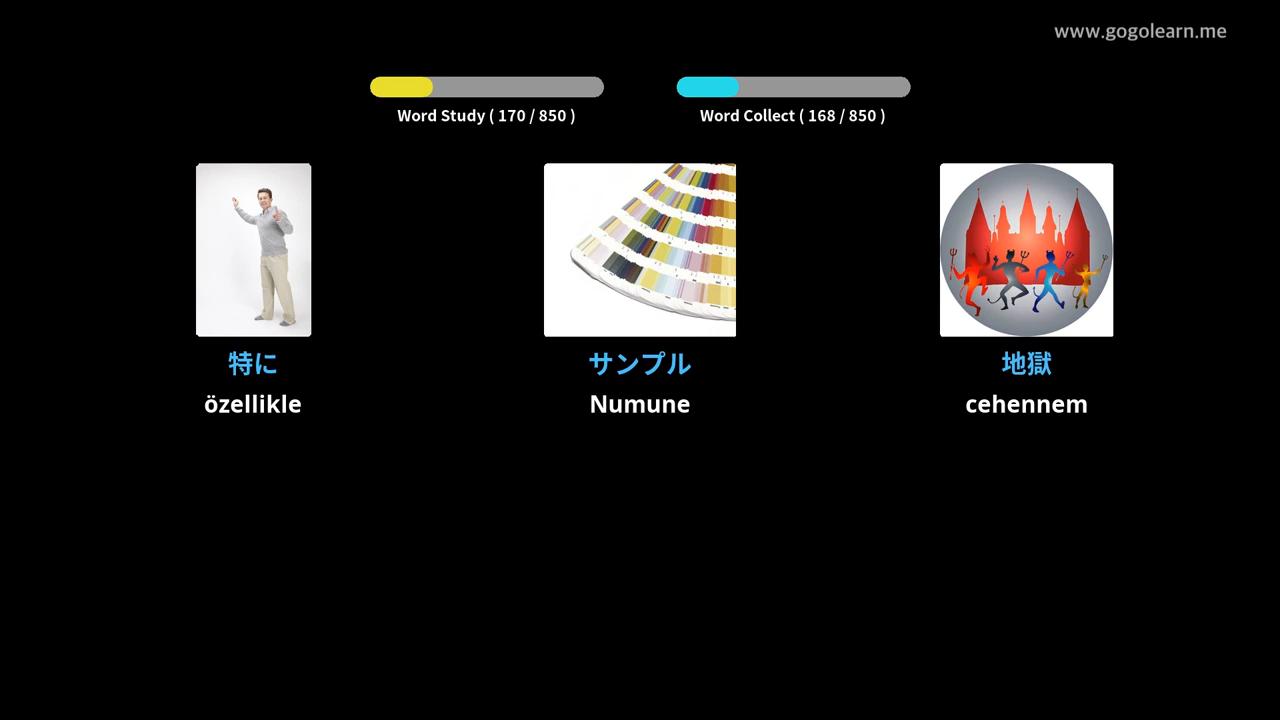 www.gogolearn.me
Word Study ( 170 / 850 )
Word Collect ( 168 / 850 )
特に
サンプル
地獄
özellikle
Numune
cehennem